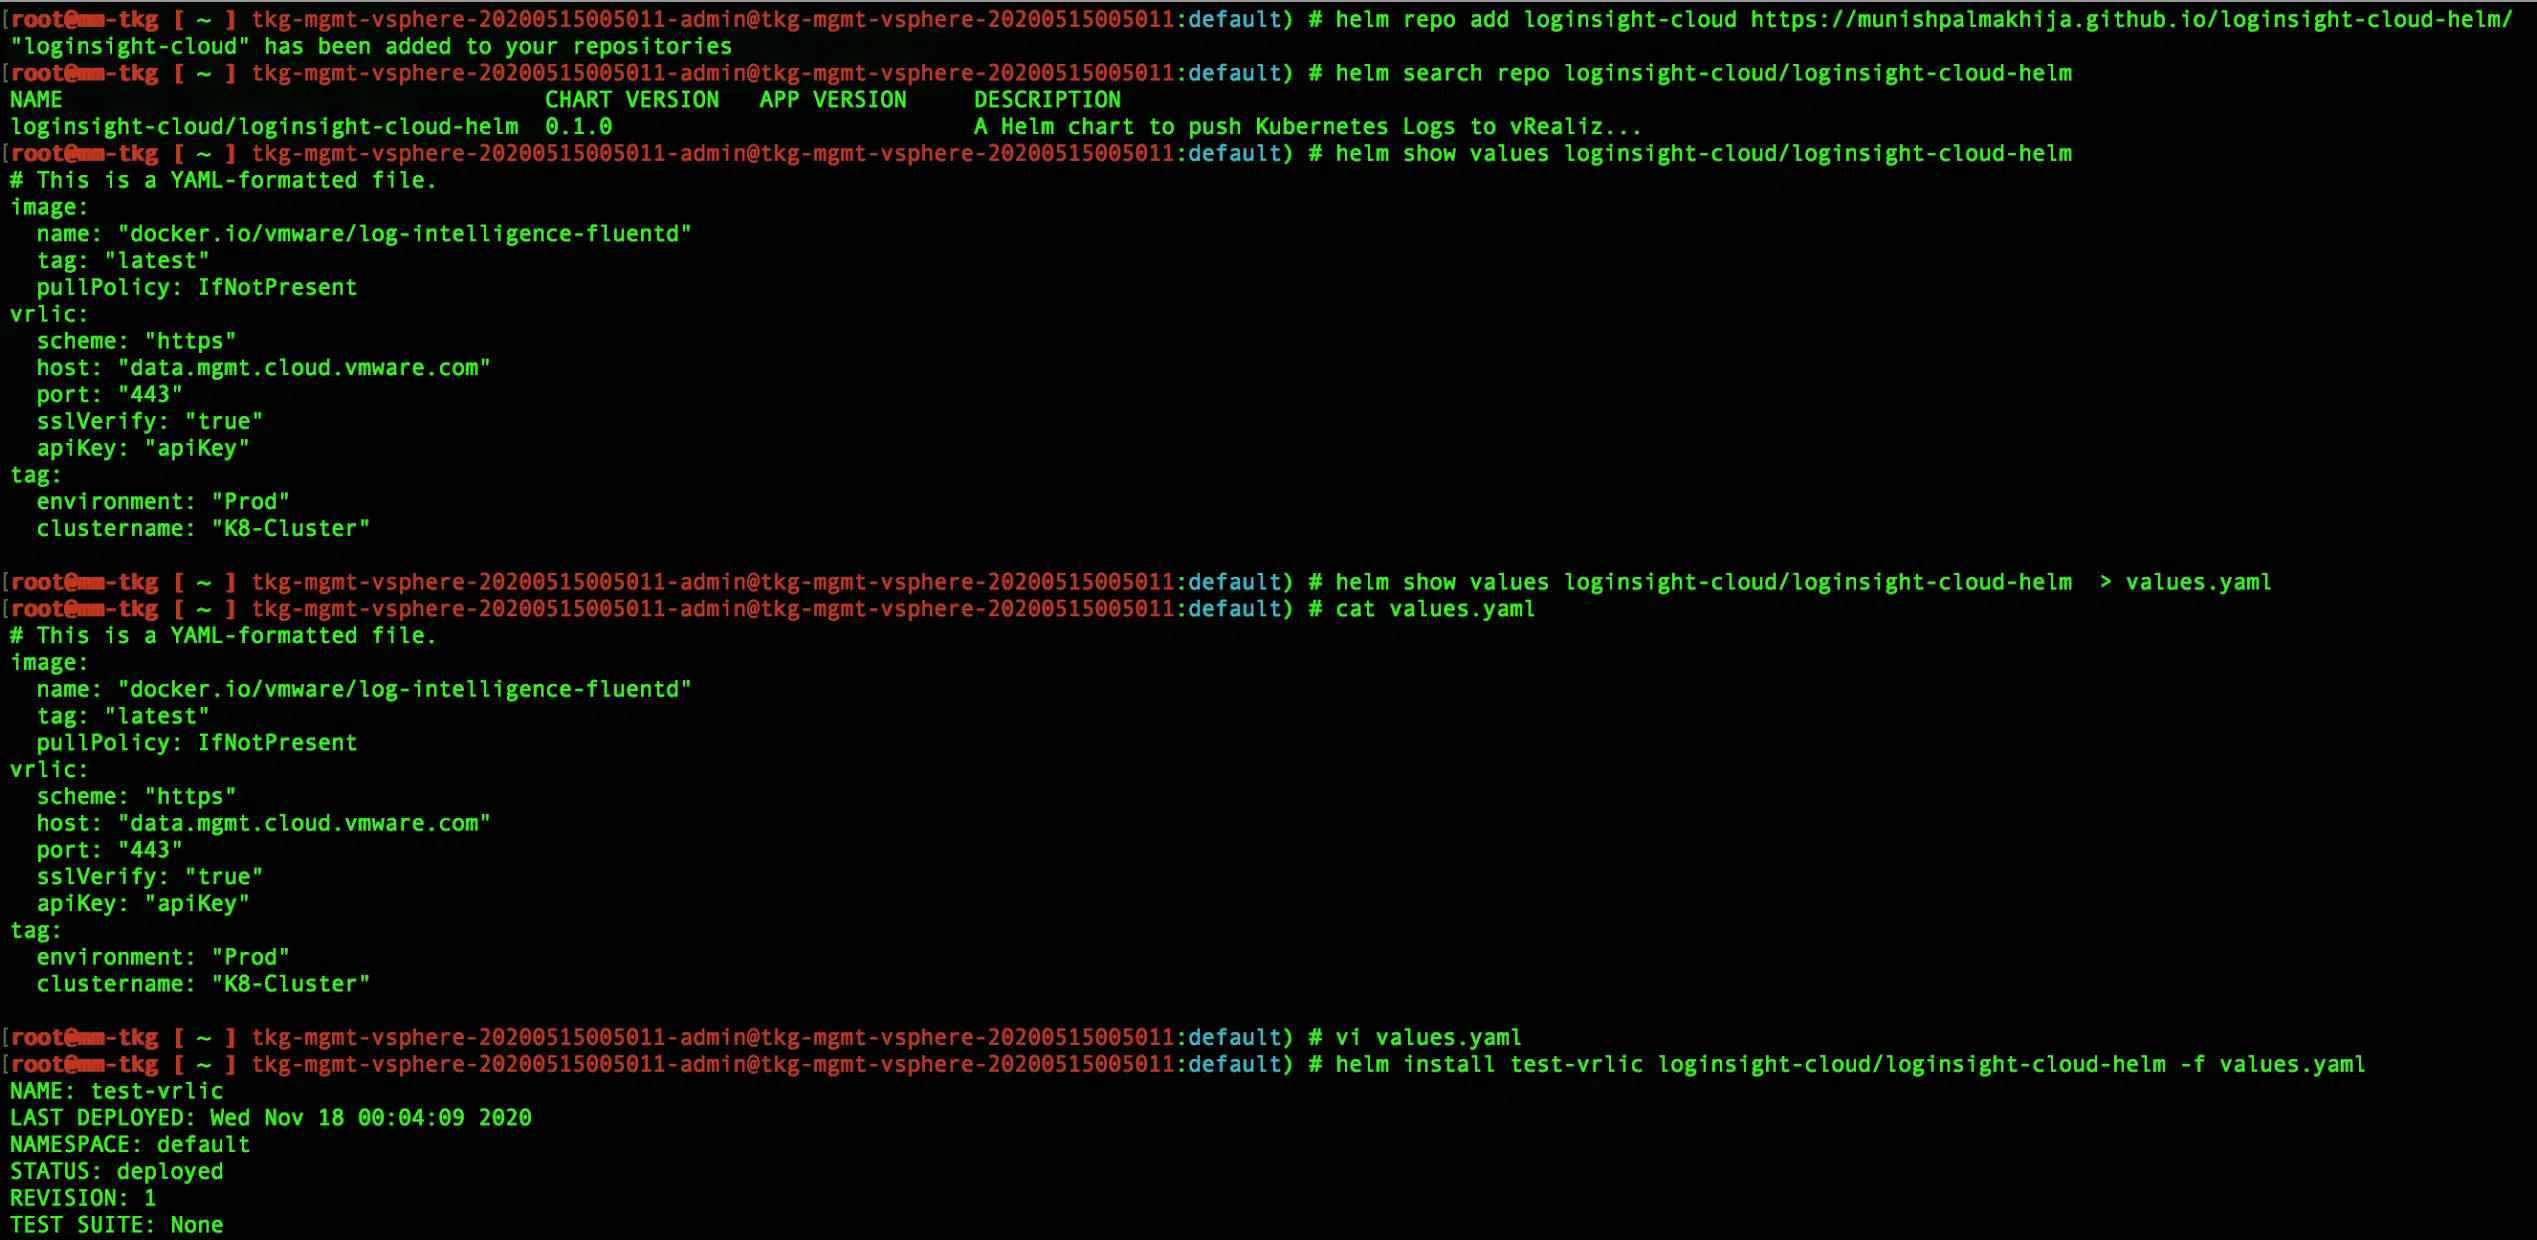 [root@mm-tkg [ ~ ] tkg-mgmt-vsphere-20200515005011-admin@tkg-mgmt-vsphere-20200515005011:default) # helm repo add loginsight-cloud https://munishpalmakhija.github.io/loginsight-cloud-helm/
"loginsight-cloud" has been added to your repositories
[root@mm-tkg [ ~ ] tkg-mgmt-vsphere-20200515005011-admin@tkg-mgmt-vsphere-20200515005011:default) # helm search repo loginsight-cloud/loginsight-cloud-helm
NAME CHART VERSION APP VERSION DESCRIPTION
loginsight-cloud/loginsight-cloud-helm 0.1.0 A Helm chart to push Kubernetes Logs to vRealiz...
[root@mm-tkg [ ~ ] tkg-mgmt-vsphere-20200515005011-admin@tkg-mgmt-vsphere-20200515005011:default) # helm show values loginsight-cloud/loginsight-cloud-helm
# This is a YAML-formatted file.
image:
  name: "docker.io/vmware/log-intelligence-fluentd"
  tag: "latest"
  pullPolicy: IfNotPresent
vrlic:
  scheme: "https"
  host: "data.mgmt.cloud.vmware.com"
  port: "443"
  sslVerify: "true"
  apiKey: "apiKey"
tag:
  environment: "Prod"
  clustername: "K8-Cluster"
[root@mm-tkg [ ~ ] tkg-mgmt-vsphere-20200515005011-admin@tkg-mgmt-vsphere-20200515005011:default) # helm show values loginsight-cloud/loginsight-cloud-helm  > values.yaml
[root@mm-tkg [ ~ ] tkg-mgmt-vsphere-20200515005011-admin@tkg-mgmt-vsphere-20200515005011:default) # cat values.yaml
# This is a YAML-formatted file.
image:
  name: "docker.io/vmware/log-intelligence-fluentd"
  tag: "latest"
  pullPolicy: IfNotPresent
vrlic:
  scheme: "https"
  host: "data.mgmt.cloud.vmware.com"
  port: "443"
  sslVerify: "true"
  apiKey: "apiKey"
tag:
  environment: "Prod"
  clustername: "K8-Cluster"
[root@mm-tkg [ ~ ] tkg-mgmt-vsphere-20200515005011-admin@tkg-mgmt-vsphere-20200515005011:default) # vi values.yaml
[root@mm-tkg [ ~ ] tkg-mgmt-vsphere-20200515005011-admin@tkg-mgmt-vsphere-20200515005011:default) # helm install test-vrlic loginsight-cloud/loginsight-cloud-helm -f values.yaml
NAME: test-vrlic
LAST DEPLOYED: Wed Nov 18 00:04:09 2020
NAMESPACE: default
STATUS: deployed
REVISION: 1
TEST SUITE: None